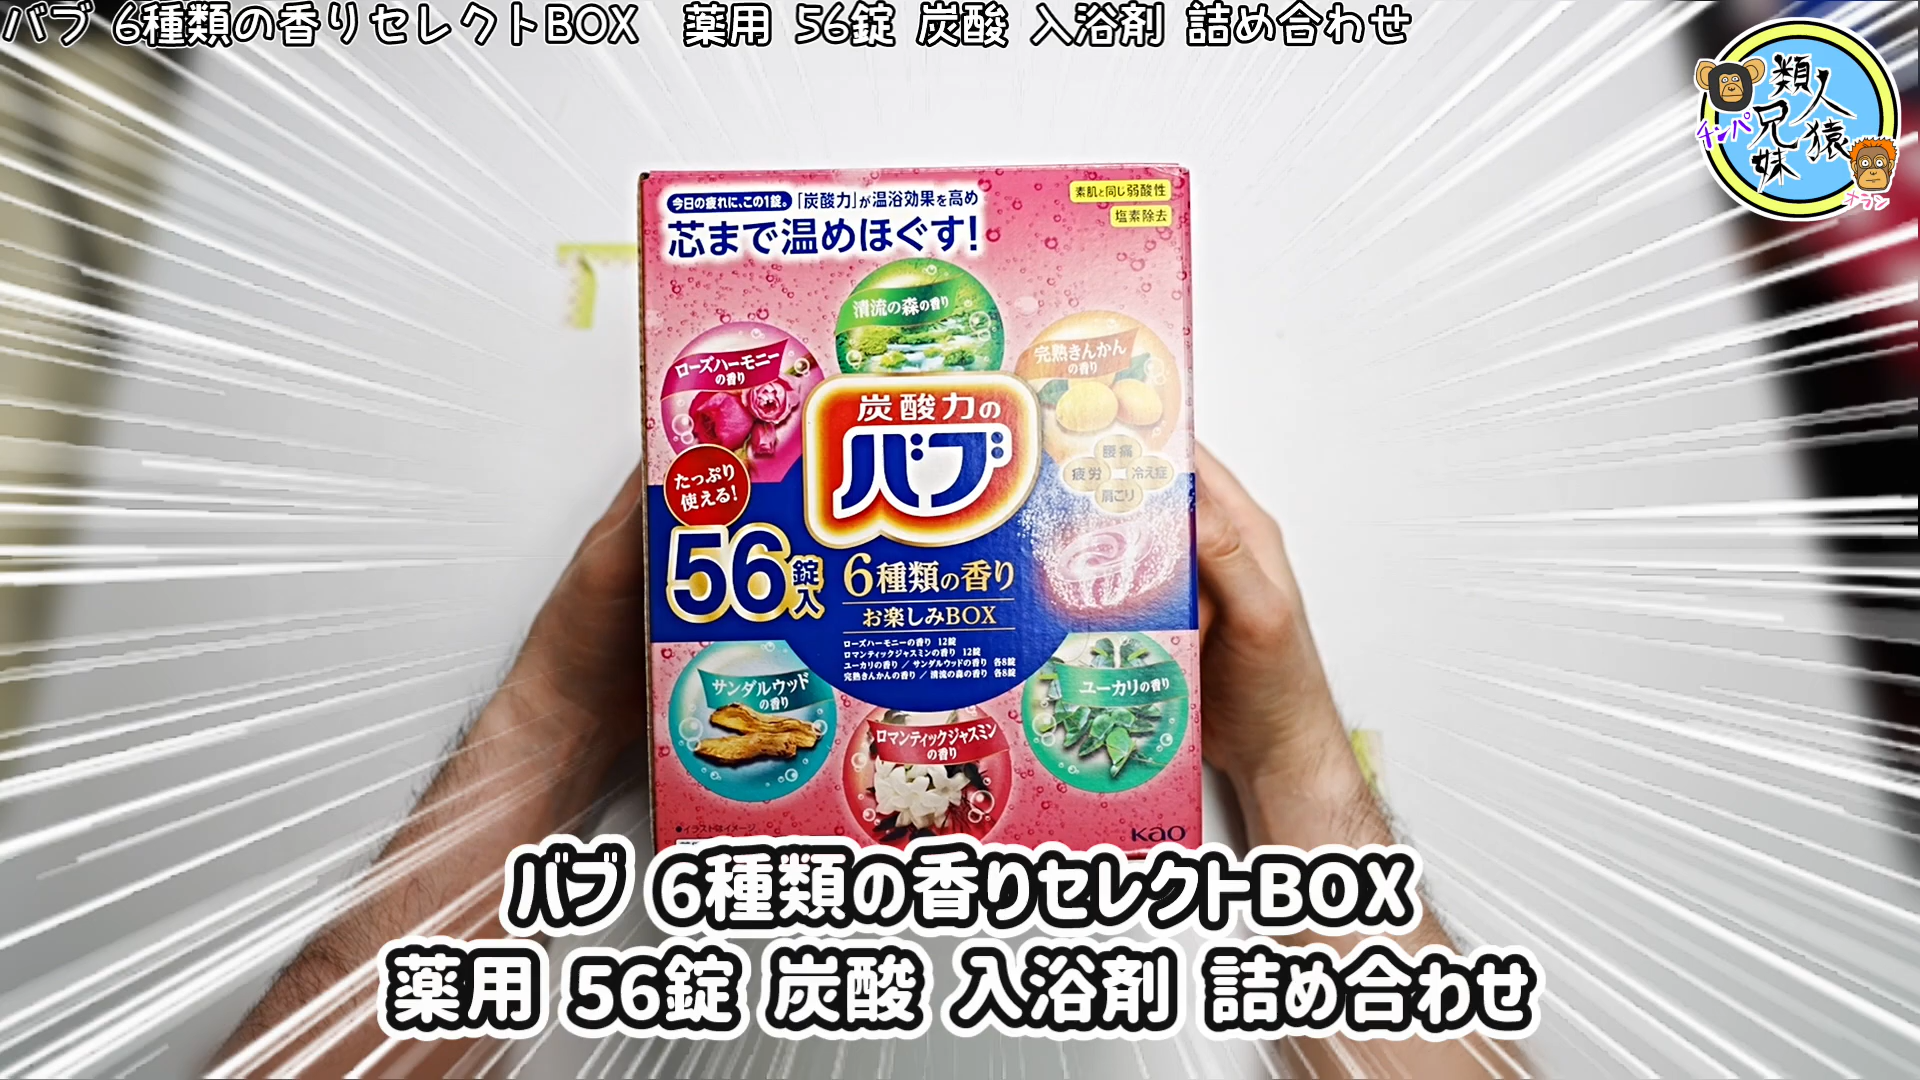 バブ 6種類の香りセレクトBOX　薬用 56錠 炭酸 入浴剤 詰め合わせ
類人猿
兄妹
チンパ
オラン
今日の疲れに、この1錠。「炭酸力」が温浴効果を高め
芯まで温めほぐす!
素肌と同じ弱酸性
塩素除去
清流の森の香り
ローズハーモニー
の香り
完熟きんかん
の香り
炭酸力の
バブ
腰痛
疲労 冷え症
肩こり
たっぷり
使える!
56錠入
6種類の香り
お楽しみBOX
ローズハーモニーの香り 12錠
ロマンティックジャスミンの香り 12錠
ユーカリの香り／サンダルウッドの香り 各8錠
完熟きんかんの香り／清流の森の香り 各8錠
サンダルウッド
の香り
ロマンティックジャスミン
の香り
ユーカリの香り
●イラストはイメージ
Kao
バブ 6種類の香りセレクトBOX
薬用 56錠 炭酸 入浴剤 詰め合わせ